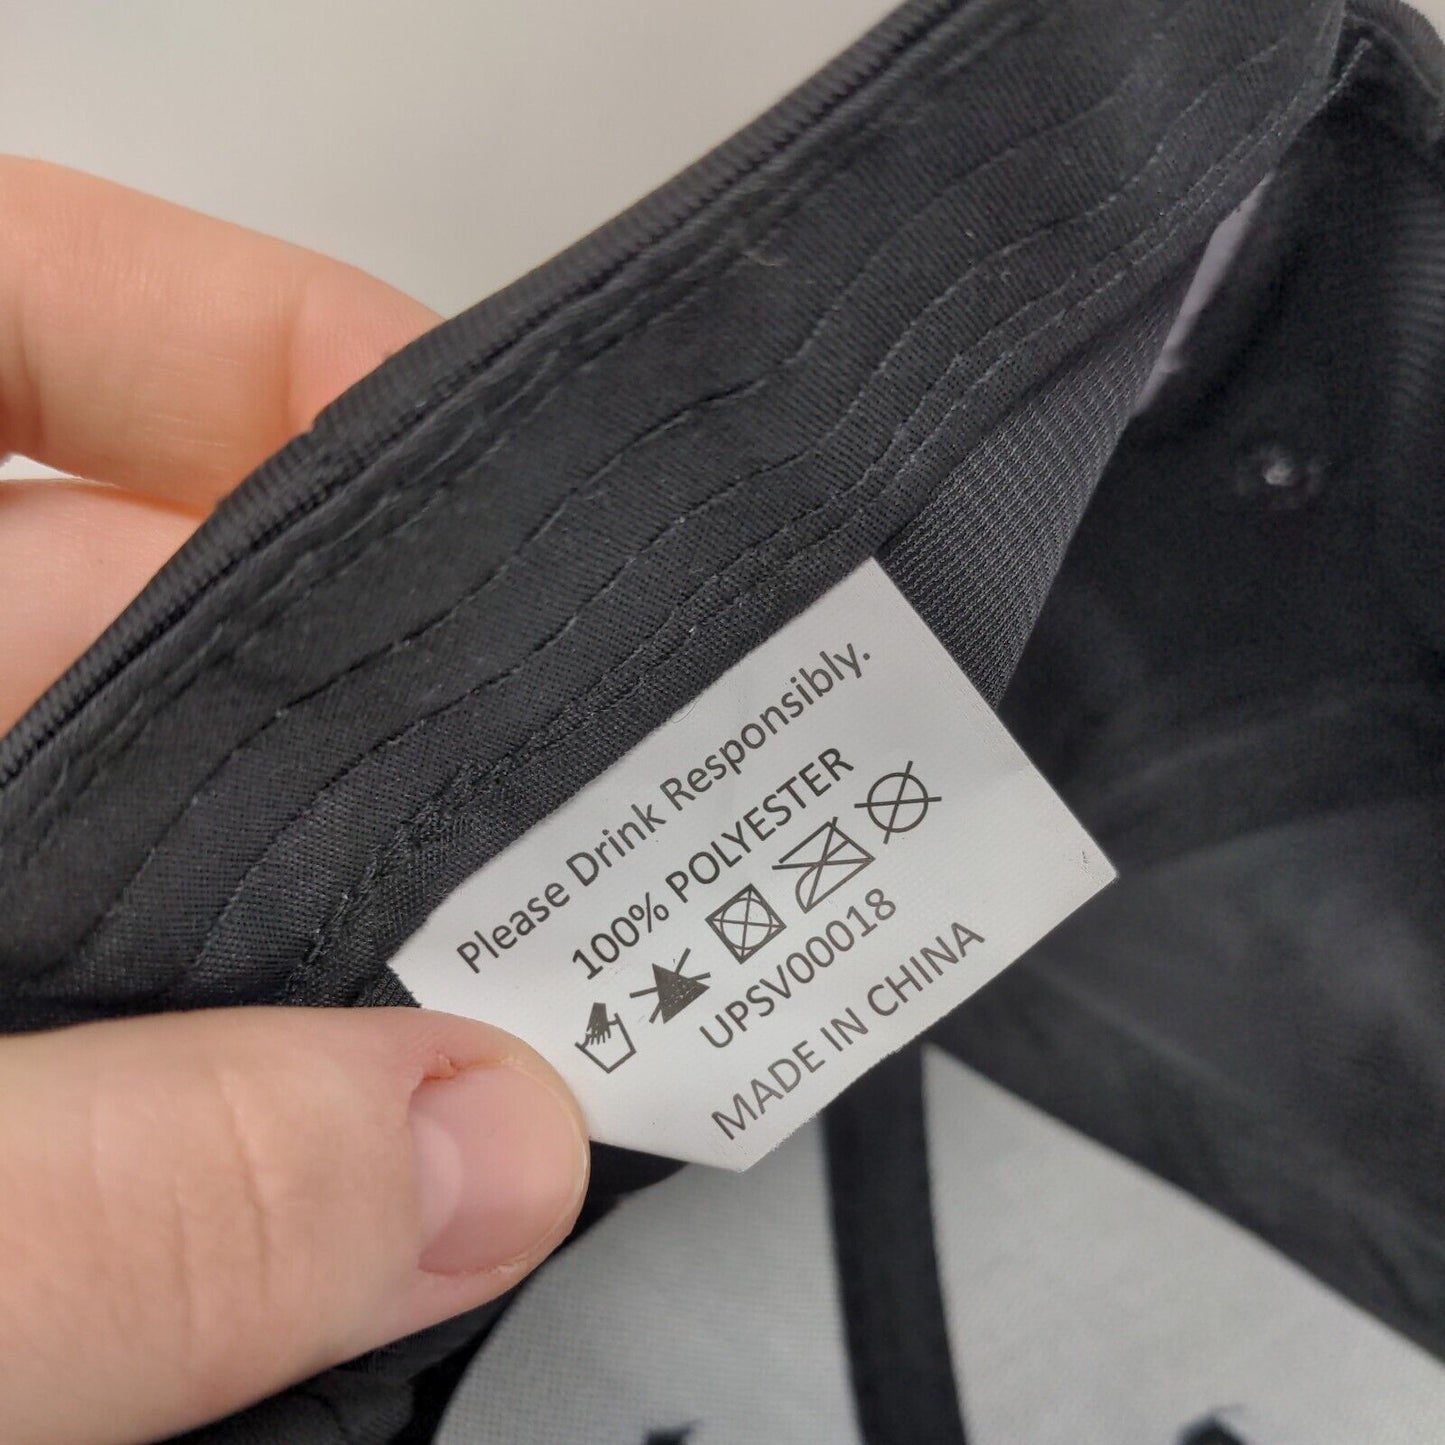 Please Drink Responsibly.
100% POLYESTER
UPSV00018
MADE IN CHINA